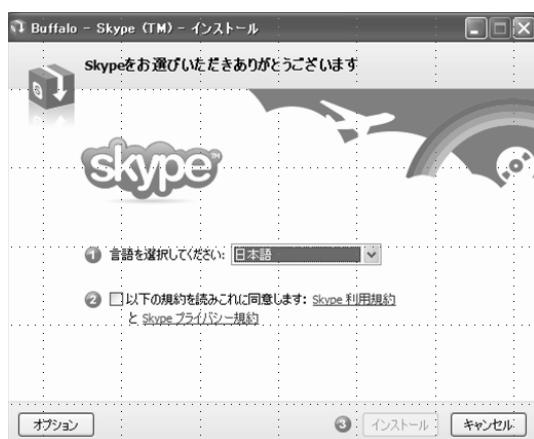 Buffalo - Skype (TM) - インストール
Skypeをお選びいただきありがとうございます
skype TM
1 言語を選択してください: 日本語
2 以下の規約を読みこれに同意します: Skype 利用規約
と Skype プライバシー規約
オプション 3 インストール キャンセル